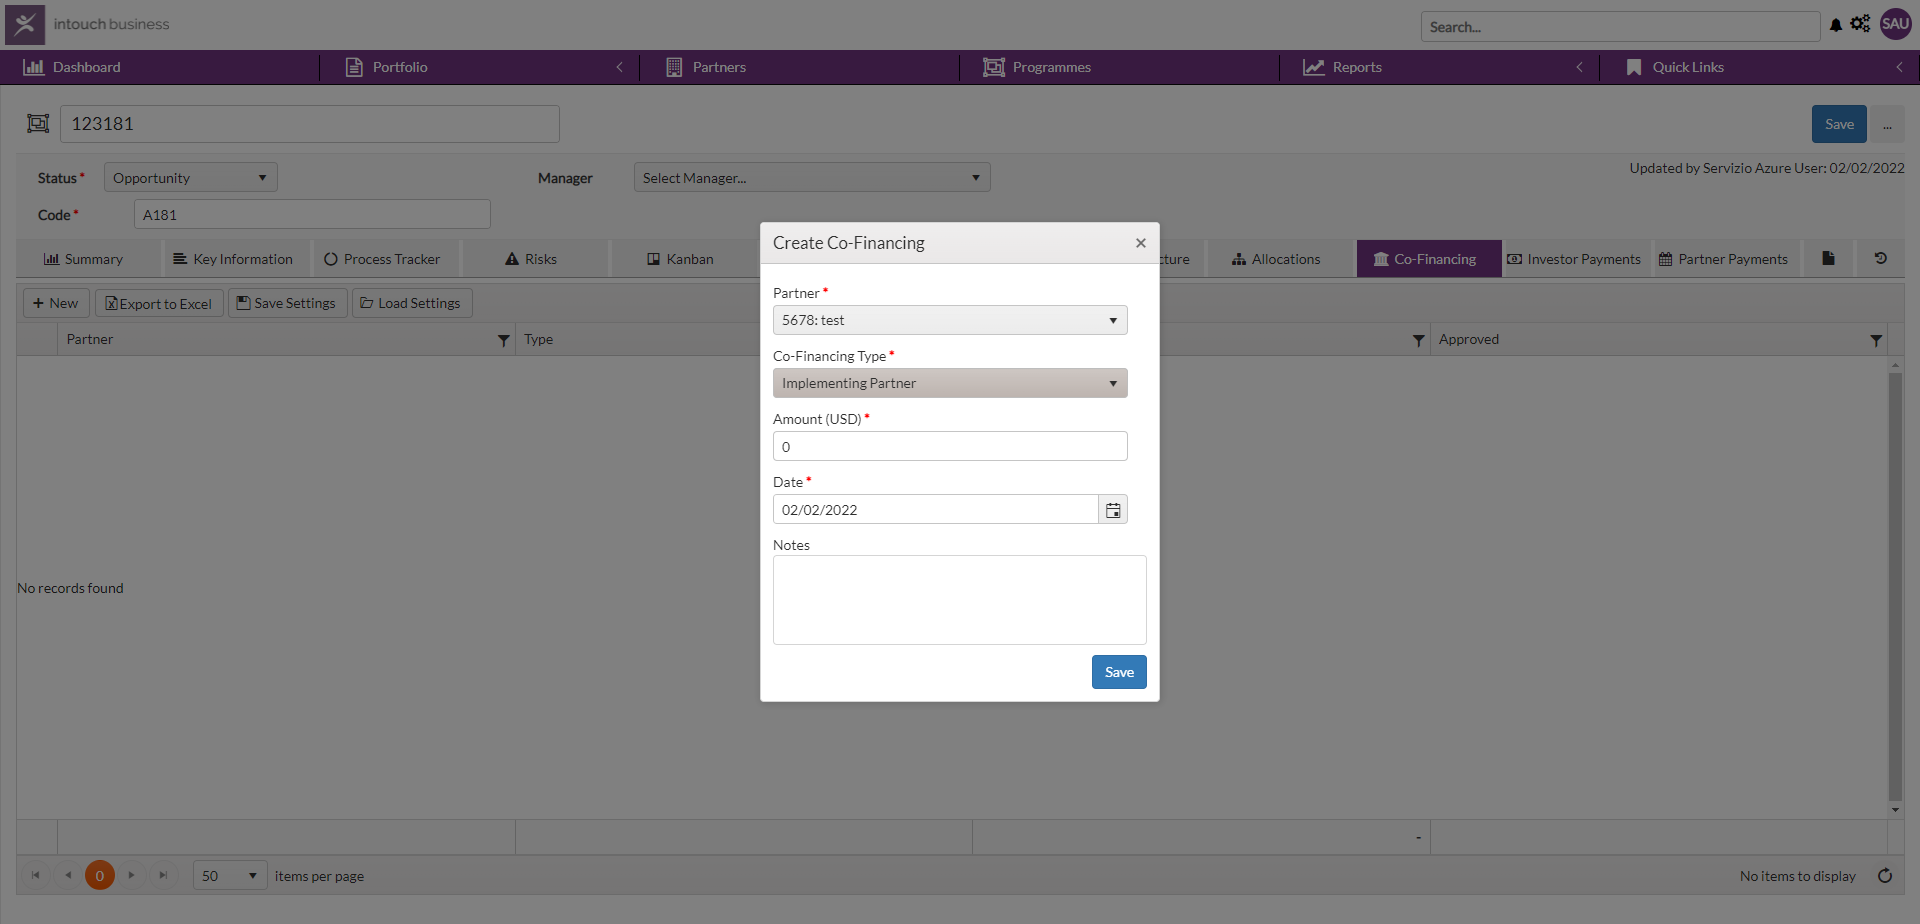 intouch business
Search...
SAU
Dashboard
Portfolio
Partners
Programmes
Reports
Quick Links
123181
Save
...
Status *
Opportunity
Manager
Select Manager...
Updated by Servizio Azure User: 02/02/2022
Code *
A181
Summary
Key Information
Process Tracker
Risks
Kanban
cture
Allocations
Co-Financing
Investor Payments
Partner Payments
+ New
Export to Excel
Save Settings
Load Settings
Partner
Type
Approved
No records found
Create Co-Financing
×
Partner *
5678: test
Co-Financing Type *
Implementing Partner
Amount (USD) *
0
Date *
02/02/2022
Notes
Save
-
0
50
items per page
No items to display